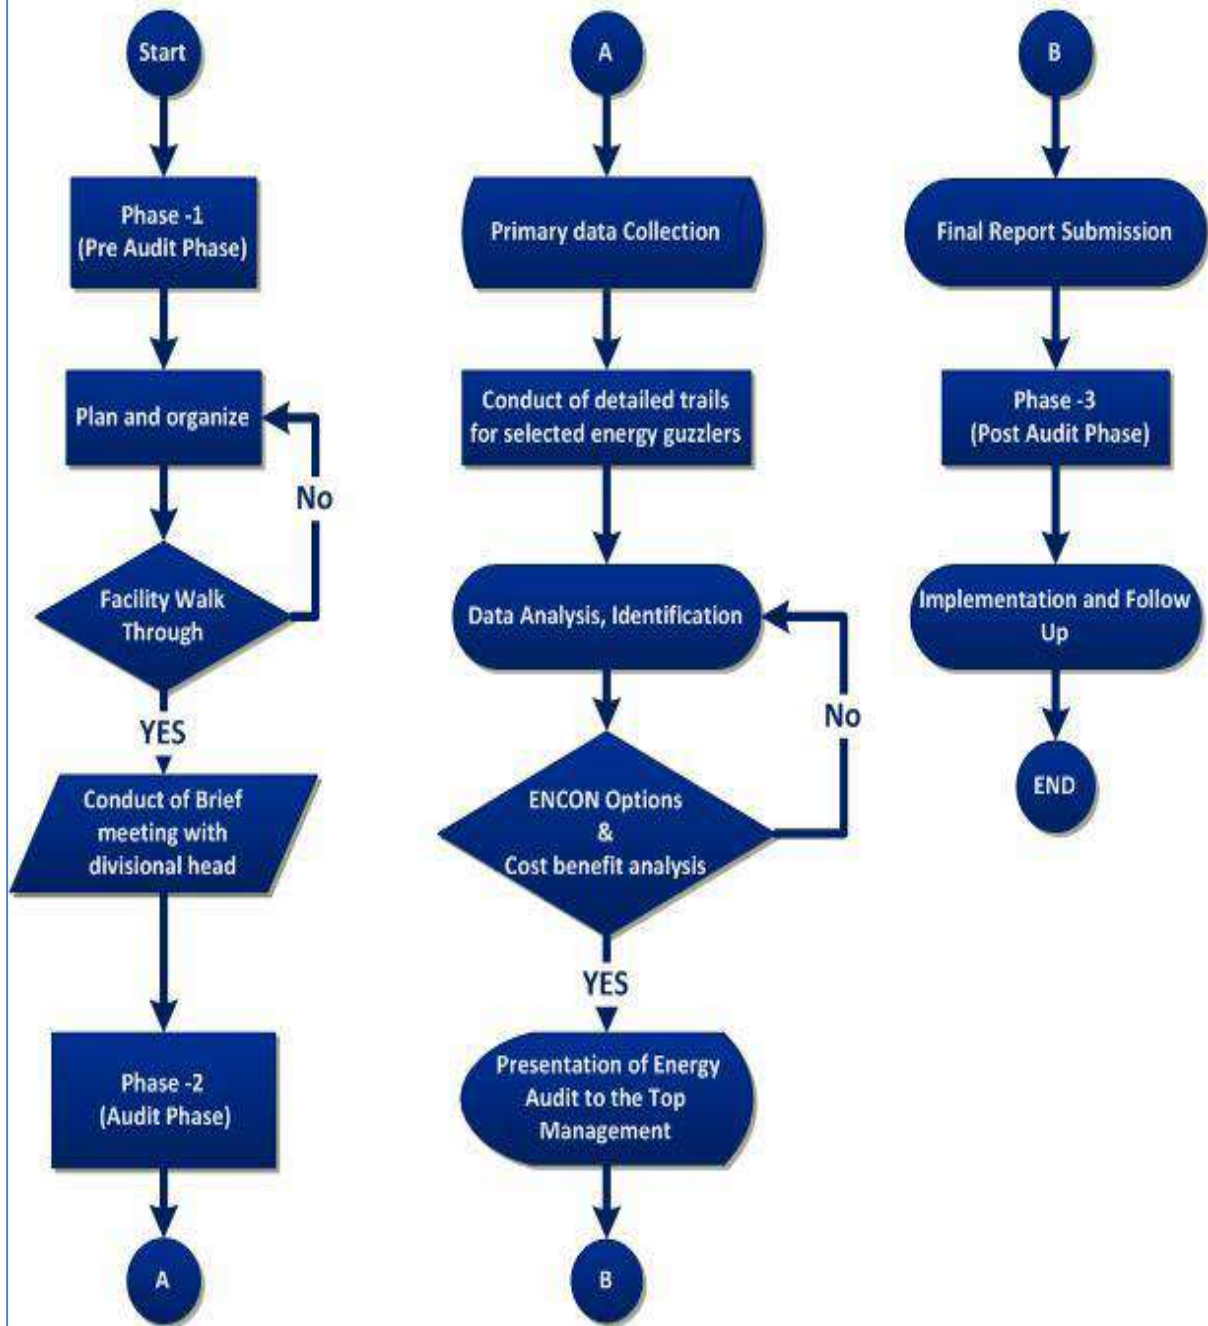 Start
Phase -1
(Pre Audit Phase)
Plan and organize
No
Facility Walk
Through
YES
Conduct of Brief
meeting with
divisional head
Phase -2
(Audit Phase)
A
A
Primary data Collection
Conduct of detailed trails
for selected energy guzzlers
Data Analysis, Identification
No
ENCON Options
&
Cost benefit analysis
YES
Presentation of Energy
Audit to the Top
Management
B
B
Final Report Submission
Phase -3
(Post Audit Phase)
Implementation and Follow
Up
END